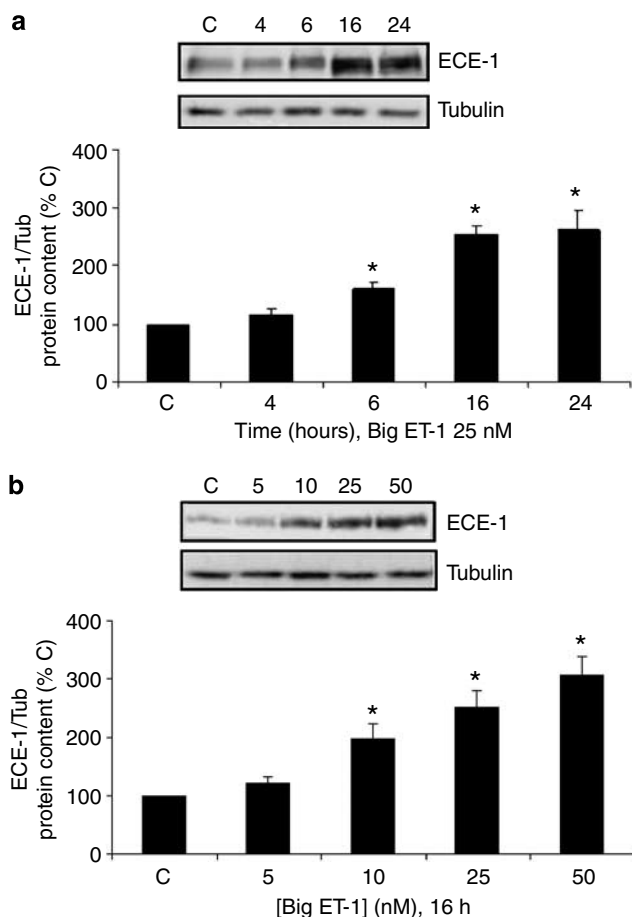 a
C 4 6 16 24
ECE-1
Tubulin
ECE-1/Tub
protein content (% C)
400
300
200
100
0
* * *
C 4 6 16 24
Time (hours), Big ET-1 25 nM
b
C 5 10 25 50
ECE-1
Tubulin
ECE-1/Tub
protein content (% C)
400
300
200
100
0
* * *
C 5 10 25 50
[Big ET-1] (nM), 16 h